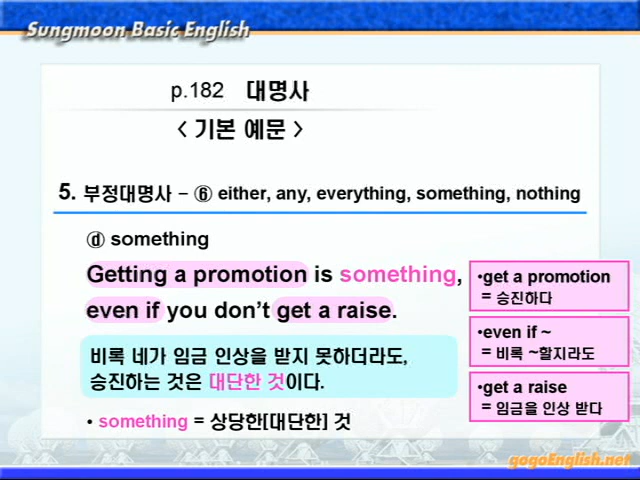 Sungmoon Basic English
p.182 대명사
< 기본 예문 >
5. 부정대명사 – ⑥ either, any, everything, something, nothing
ⓓ something
Getting a promotion is something,
even if you don't get a raise.
비록 네가 임금 인상을 받지 못하더라도,
승진하는 것은 대단한 것이다.
• something = 상당한[대단한] 것
•get a promotion
= 승진하다
•even if ~
= 비록 ~할지라도
•get a raise
= 임금을 인상 받다
gogoEnglish.net